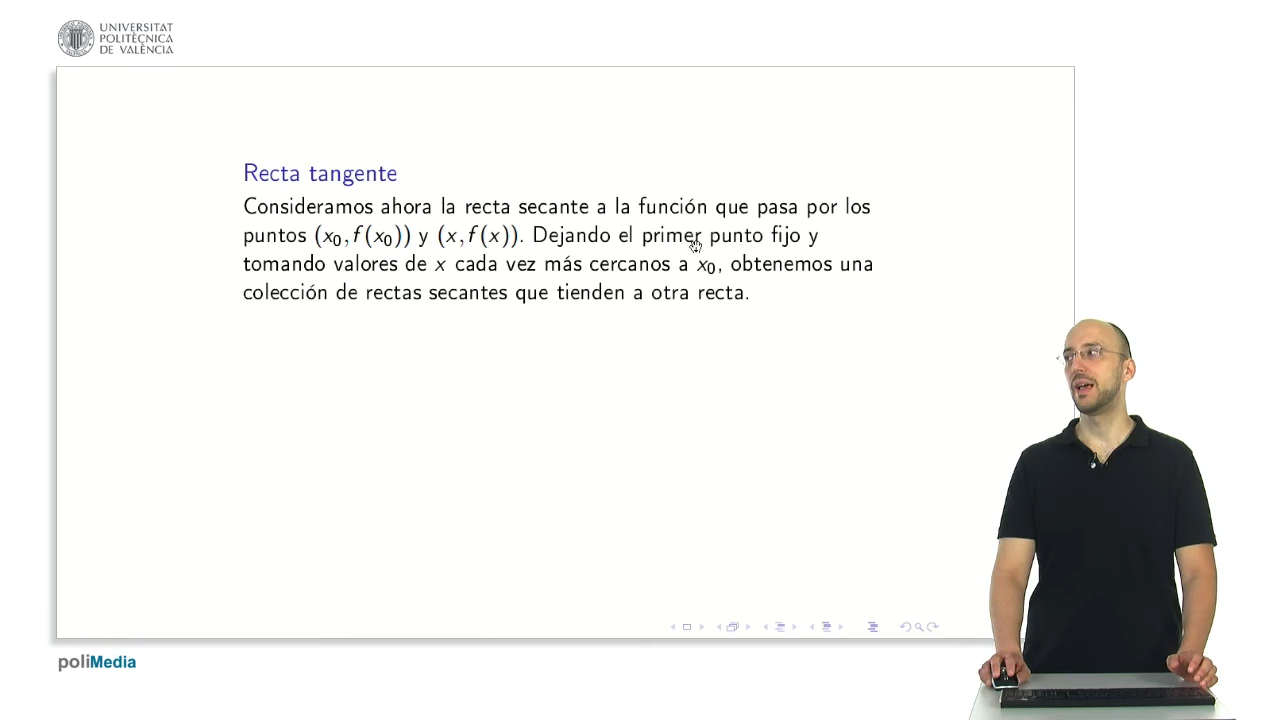 UNIVERSITAT
POLITÈCNICA
DE VALÈNCIA
Recta tangente
Consideramos ahora la recta secante a la función que pasa por los
puntos (x₀, f(x₀)) y (x, f(x)). Dejando el primer punto fijo y
tomando valores de x cada vez más cercanos a x₀, obtenemos una
colección de rectas secantes que tienden a otra recta.
poliMedia